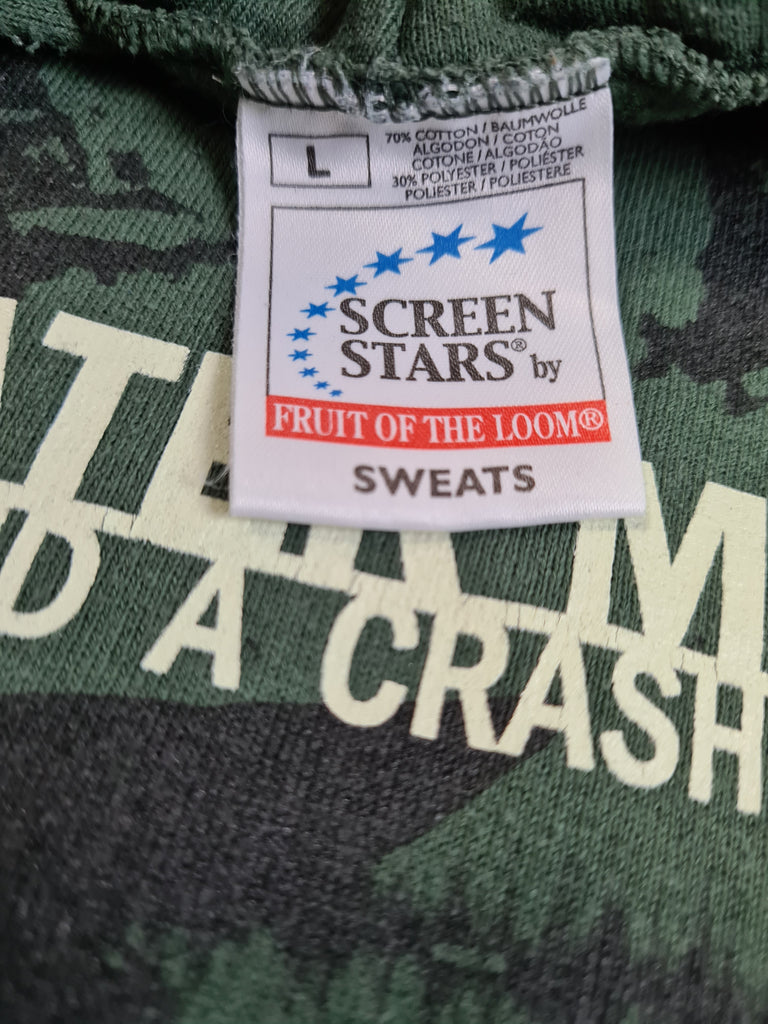 L
70% COTTON / BAUMWOLLE
ALGODON / COTON
COTONE / ALGODÃO
30% POLYESTER / POLIÉSTER
POLIESTER / POLIESTERE
SCREEN
STARS® by
FRUIT OF THE LOOM®
SWEATS
A CRASH